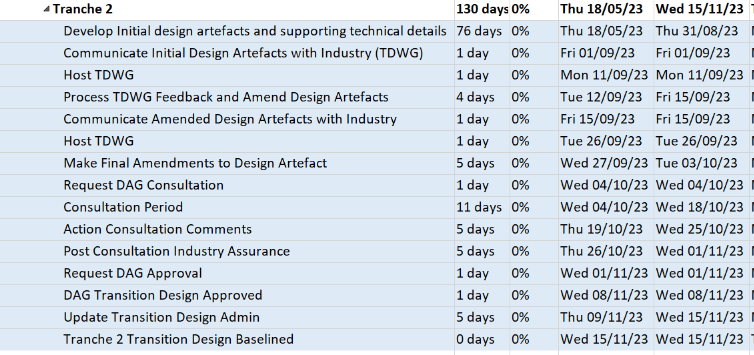 Tranche 2 130 days 0% Thu 18/05/23 Wed 15/11/23
Develop Initial design artefacts and supporting technical details 76 days 0% Thu 18/05/23 Thu 31/08/23
Communicate Initial Design Artefacts with Industry (TDWG) 1 day 0% Fri 01/09/23 Fri 01/09/23
Host TDWG 1 day 0% Mon 11/09/23 Mon 11/09/23
Process TDWG Feedback and Amend Design Artefacts 4 days 0% Tue 12/09/23 Fri 15/09/23
Communicate Amended Design Artefacts with Industry 1 day 0% Fri 15/09/23 Fri 15/09/23
Host TDWG 1 day 0% Tue 26/09/23 Tue 26/09/23
Make Final Amendments to Design Artefact 5 days 0% Wed 27/09/23 Tue 03/10/23
Request DAG Consultation 1 day 0% Wed 04/10/23 Wed 04/10/23
Consultation Period 11 days 0% Wed 04/10/23 Wed 18/10/23
Action Consultation Comments 5 days 0% Thu 19/10/23 Wed 25/10/23
Post Consultation Industry Assurance 5 days 0% Thu 26/10/23 Wed 01/11/23
Request DAG Approval 1 day 0% Wed 01/11/23 Wed 01/11/23
DAG Transition Design Approved 1 day 0% Wed 08/11/23 Wed 08/11/23
Update Transition Design Admin 5 days 0% Thu 09/11/23 Wed 15/11/23
Tranche 2 Transition Design Baselined 0 days 0% Wed 15/11/23 Wed 15/11/23